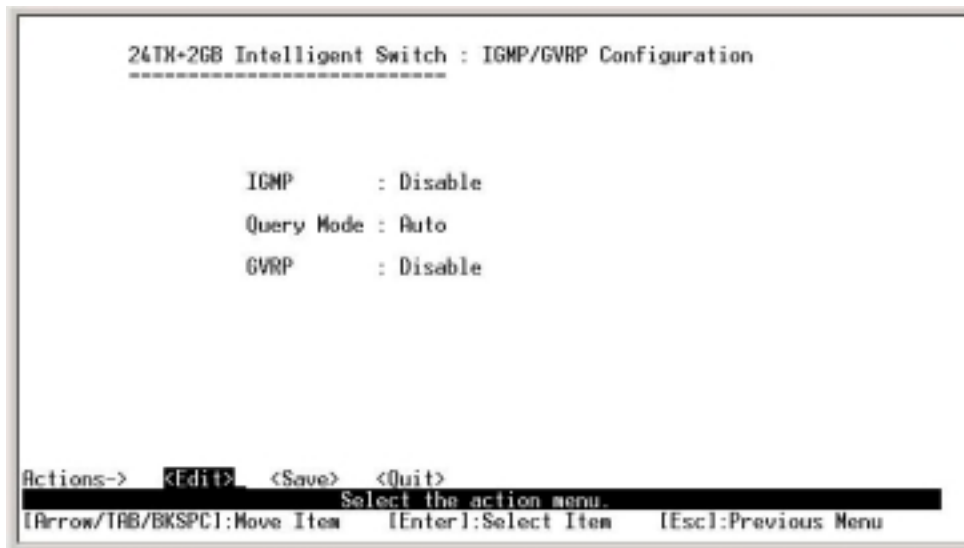 24TX+2GB Intelligent Switch : IGMP/GVRP Configuration
----------------------------
IGMP : Disable
Query Mode : Auto
GVRP : Disable
Actions-> <Edit> <Save> <Quit>
Select the action menu.
[Arrow/TAB/BKSPC]:Move Item [Enter]:Select Item [Esc]:Previous Menu